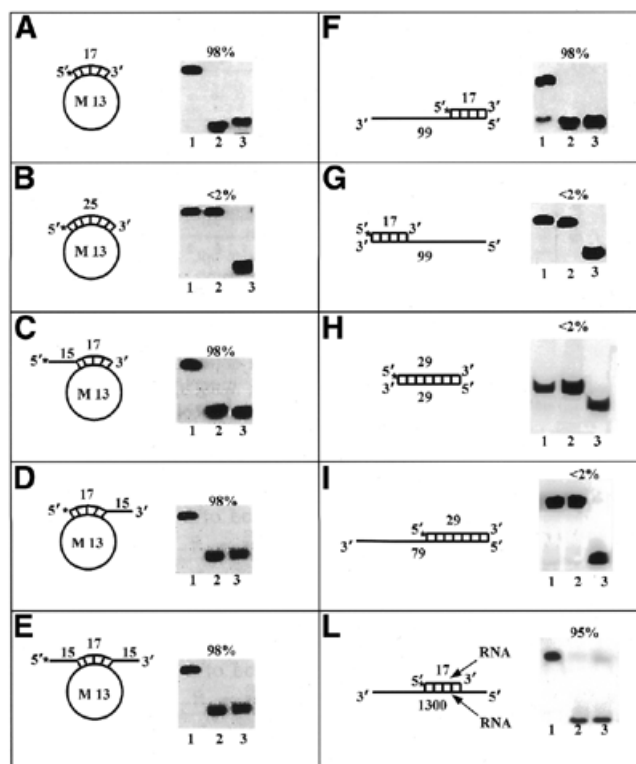 A
17
98%
5'* 3'
M 13
1 2 3
B
25
<2%
5'* 3'
M 13
1 2 3
C
17
98%
5'* 15 3'
M 13
1 2 3
D
17
98%
5' * 15 3'
M 13
1 2 3
E
15 17 15
98%
5'* 3'
M 13
1 2 3
F
98%
17
5'* 3'
3' 5'
99
1 2 3
G
<2%
17
5' 3'
3' 5'
99
1 2 3
H
<2%
29
5' 3'
3' 5'
29
1 2 3
I
<2%
29
5' 3'
3' 5'
79
1 2 3
L
95%
17 RNA
5' 3'
3' 5'
1300
RNA
1 2 3